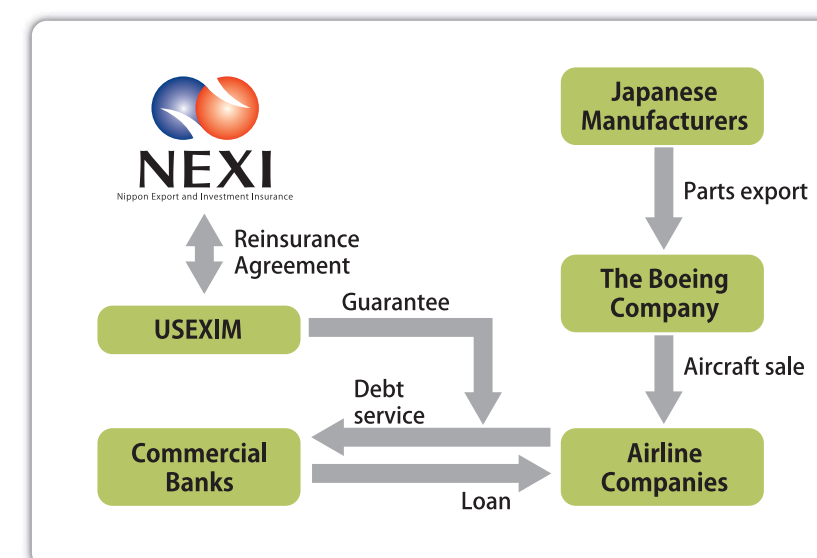 NEXI
Nippon Export and Investment Insurance
Reinsurance
Agreement
USEXIM
Guarantee
Debt
service
Commercial
Banks
Loan
Japanese
Manufacturers
Parts export
The Boeing
Company
Aircraft sale
Airline
Companies